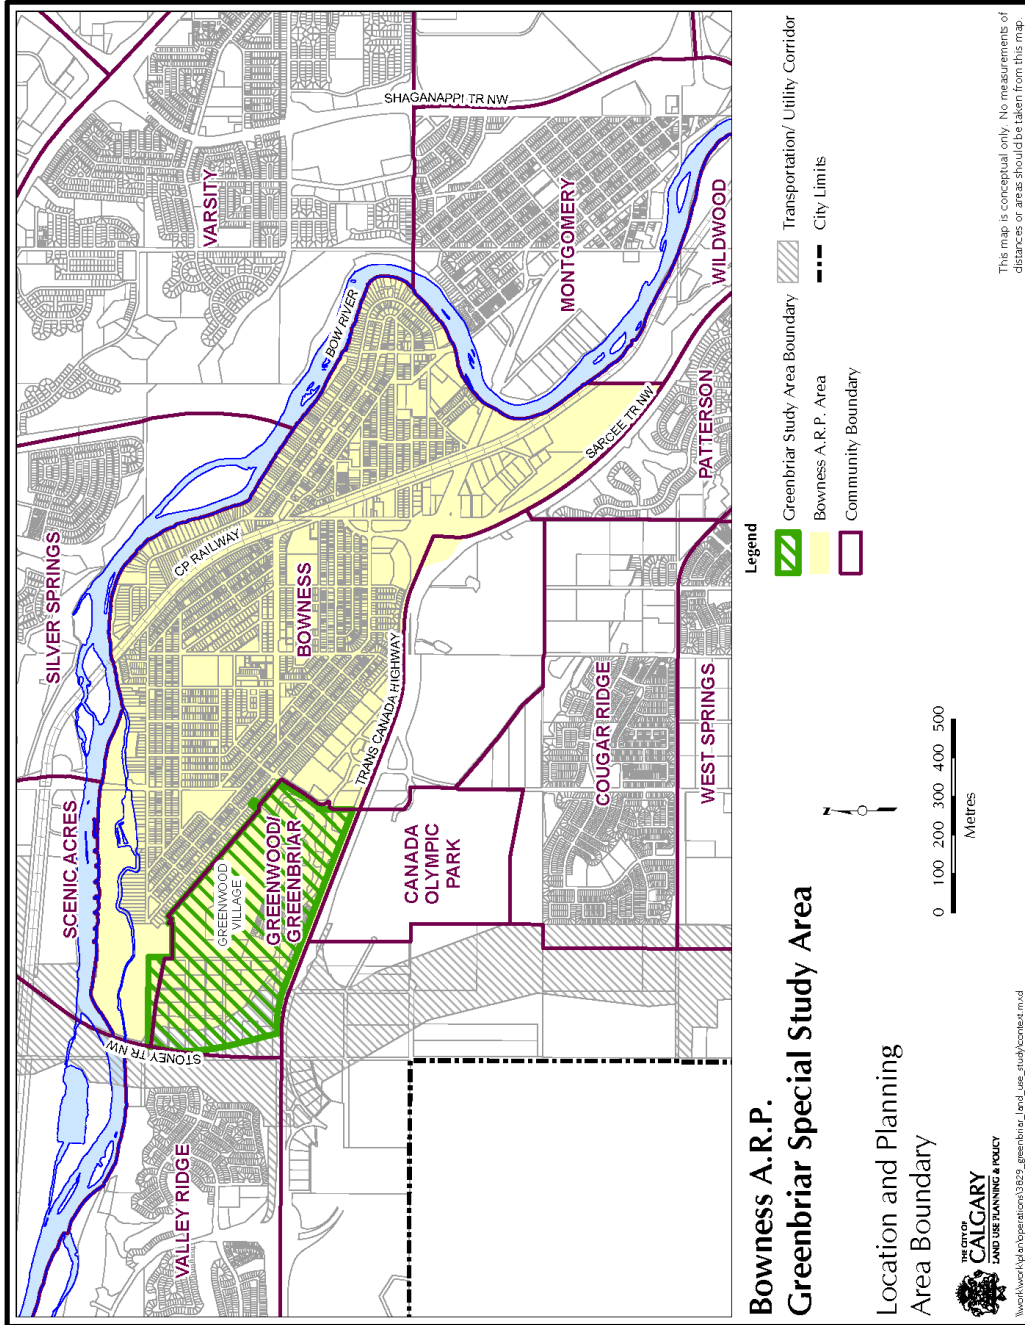 VALLEY RIDGE
SCENIC ACRES
SILVER SPRINGS
VARSITY
SHAGANAPPI TR NW
BOW RIVER
CP RAILWAY
BOWNESS
MONTGOMERY
WILDWOOD
STONEY TR NW
GREENWOOD
VILLAGE
GREENWOOD/
GREENBRIAR
TRANS CANADA HIGHWAY
SARCEE TR NW
PATTERSON
CANADA
OLYMPIC
PARK
COUGAR RIDGE
WEST SPRINGS
Bowness A.R.P.
Greenbriar Special Study Area
Location and Planning
Area Boundary
THE CITY OF
CALGARY
LAND USE PLANNING & POLICY
0 100 200 300 400 500
Metres
Legend
Greenbriar Study Area Boundary
Bowness A.R.P. Area
Community Boundary
Transportation/ Utility Corridor
City Limits
This map is conceptual only. No measurements of
distances or areas should be taken from this map.